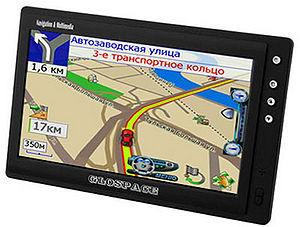 Navigation & Multimedia
Автозаводская улица
3-е транспортное кольцо
1,6 км
17км
350м
GLOSPACE